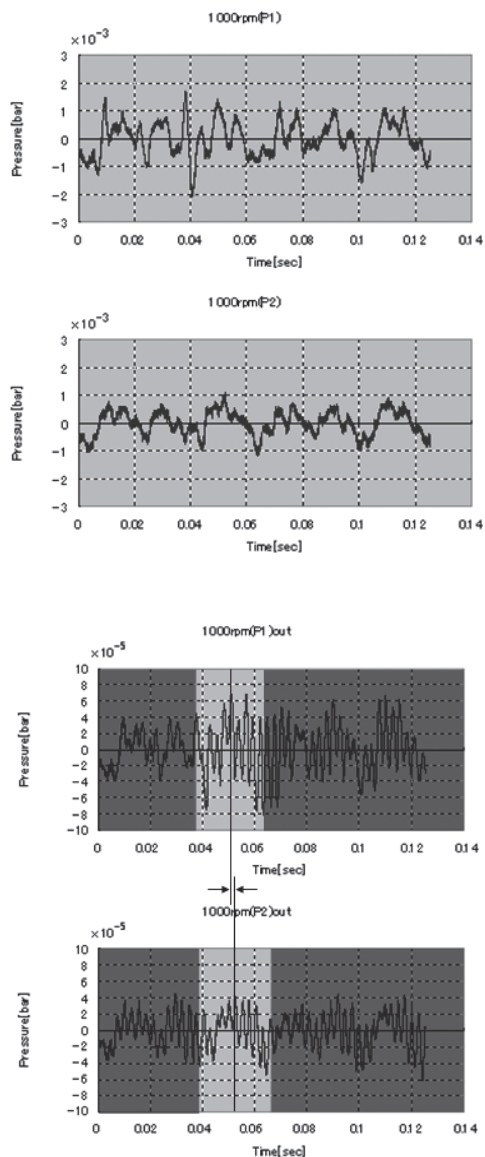 1000rpm(P1)
×10⁻³
3
2
1
0
-1
-2
-3
Pressure[bar]
0 0.02 0.04 0.06 0.08 0.1 0.12 0.14
Time[sec]
1000rpm(P2)
×10⁻³
3
2
1
0
-1
-2
-3
Pressure[bar]
0 0.02 0.04 0.06 0.08 0.1 0.12 0.14
Time[sec]
1000rpm(P1)out
×10⁻⁵
10
8
6
4
2
0
-2
-4
-6
-8
-10
Pressure[bar]
0 0.02 0.04 0.06 0.08 0.1 0.12 0.14
Time[sec]
1000rpm(P2)out
×10⁻⁵
10
8
6
4
2
0
-2
-4
-6
-8
-10
Pressure[bar]
0 0.02 0.04 0.06 0.08 0.1 0.12 0.14
Time[sec]